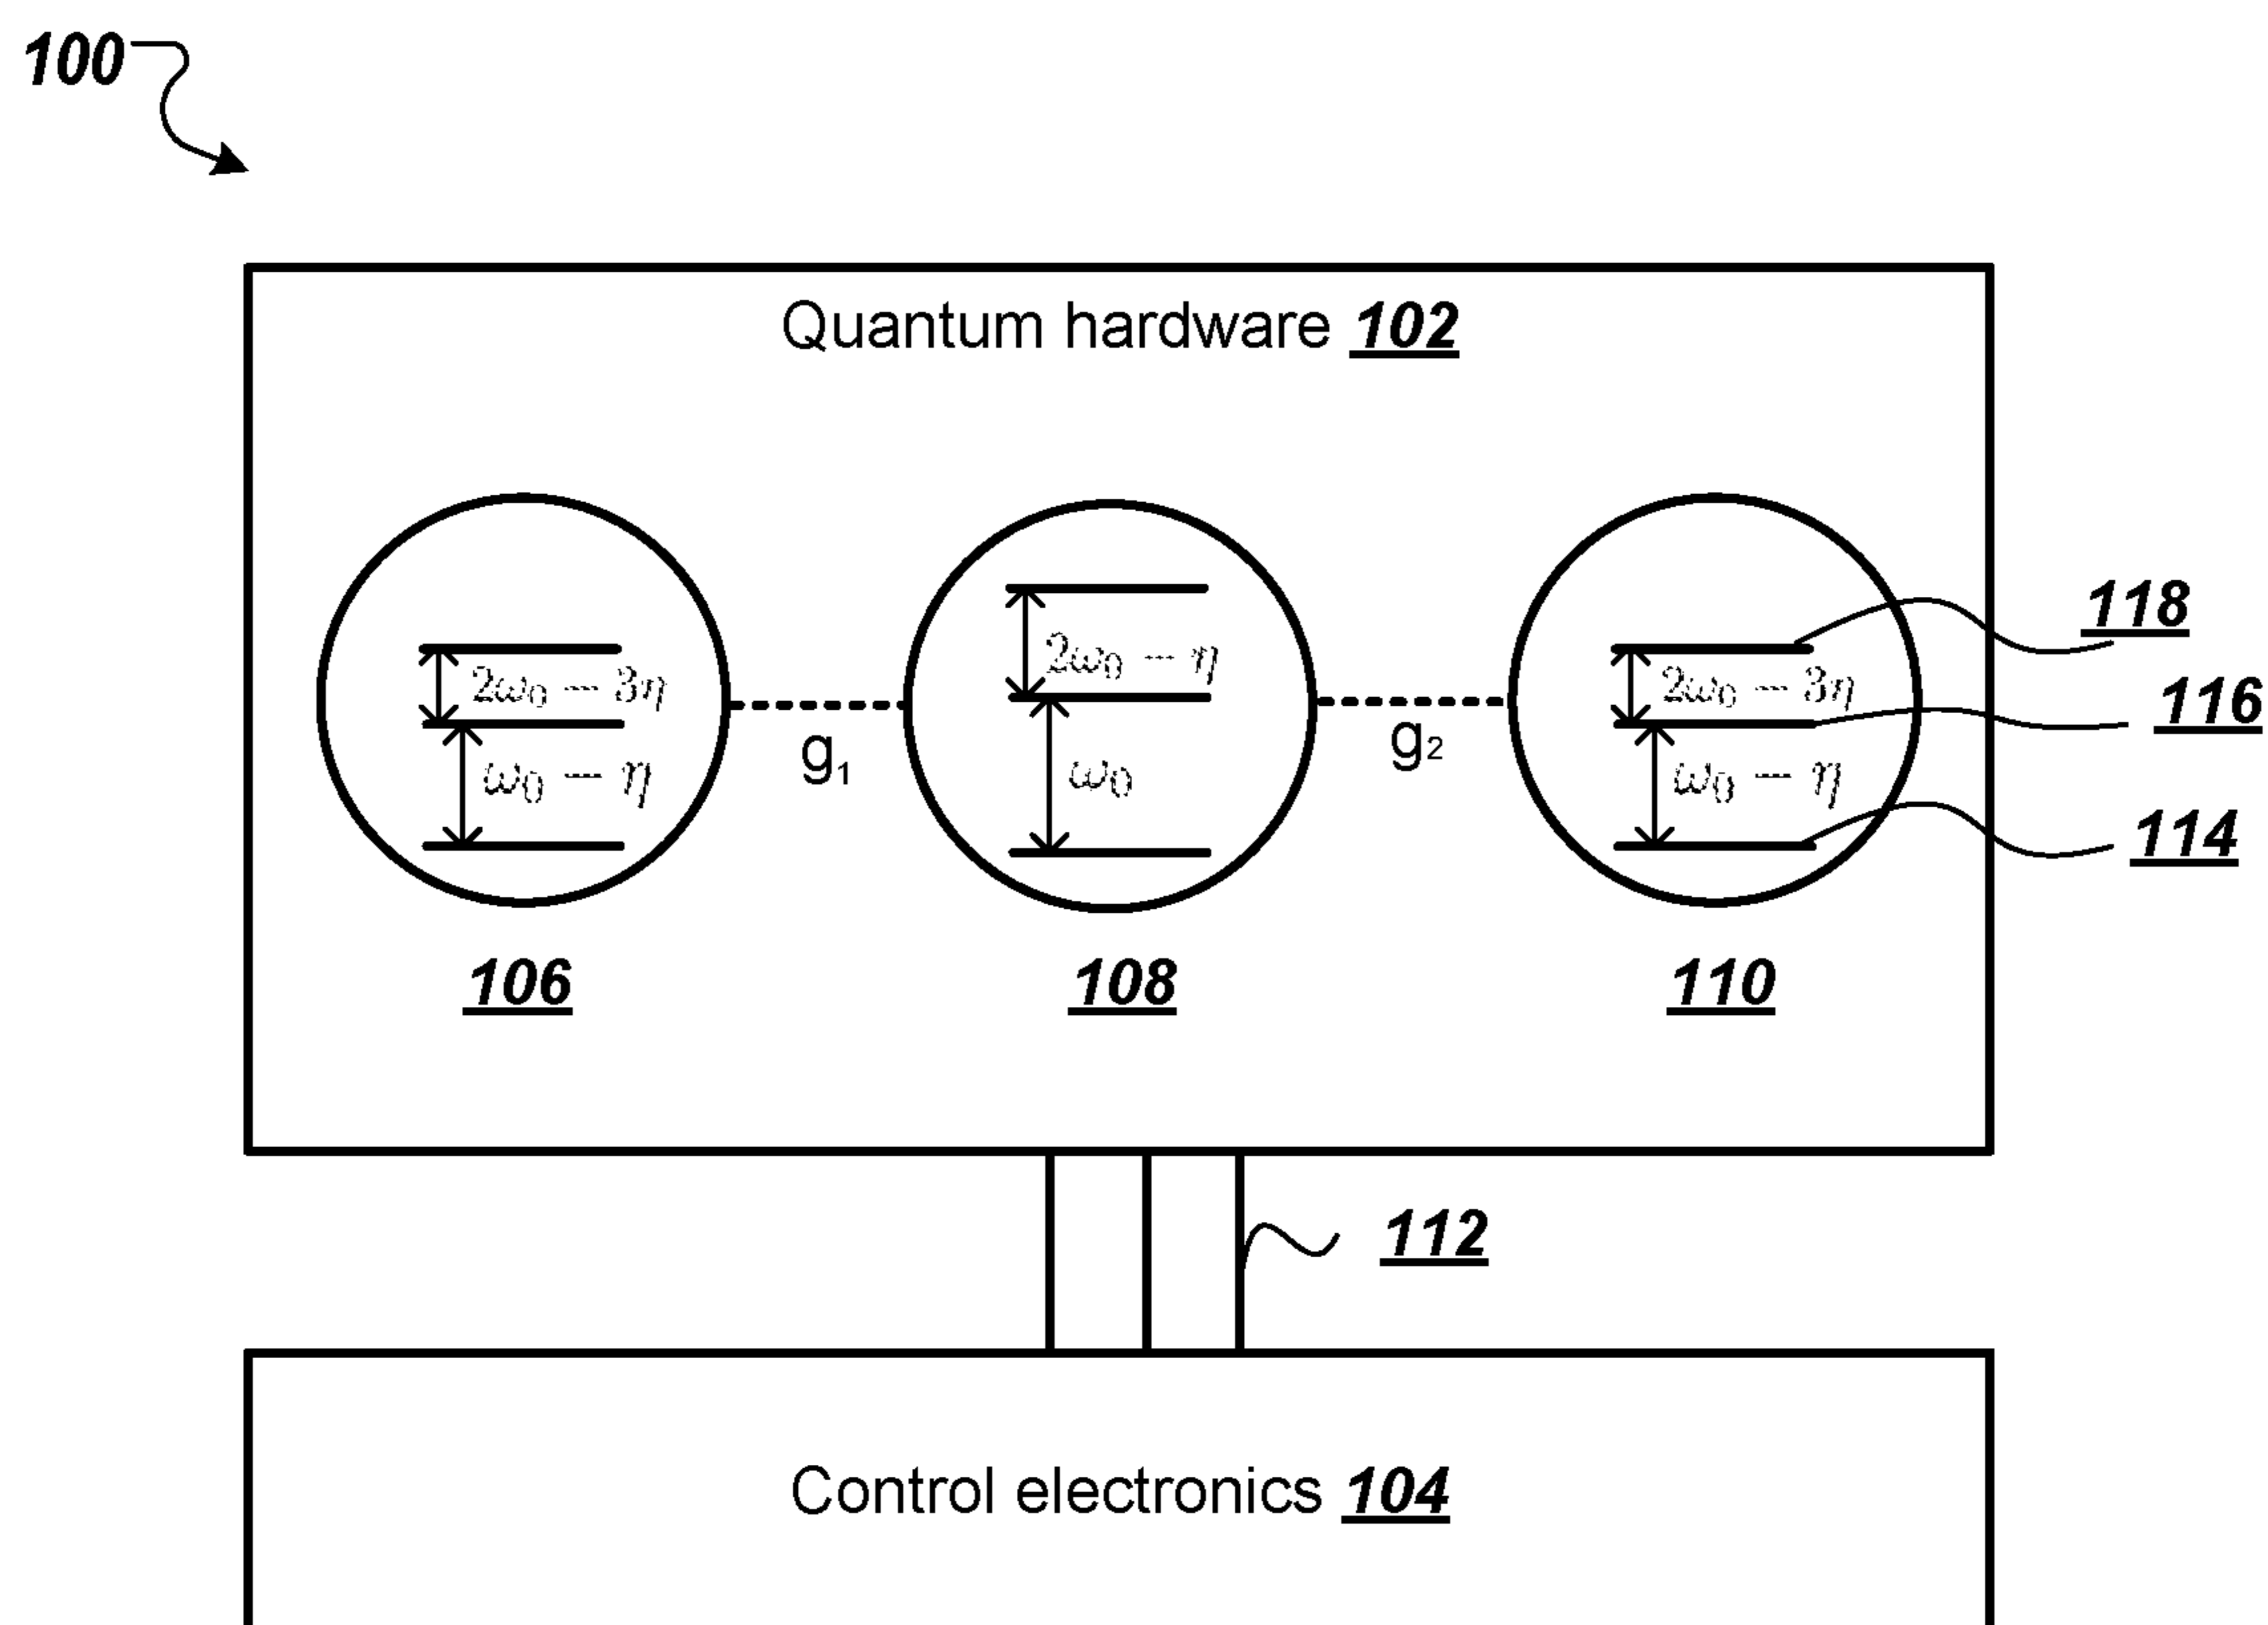 100
Quantum hardware 102
118
2ω₀ − η
2ω₀ − 3η
2ω₀ − 3η
116
g₁
g₂
ω₀ − η
ω₀
ω₀ − η
114
106
108
110
112
Control electronics 104